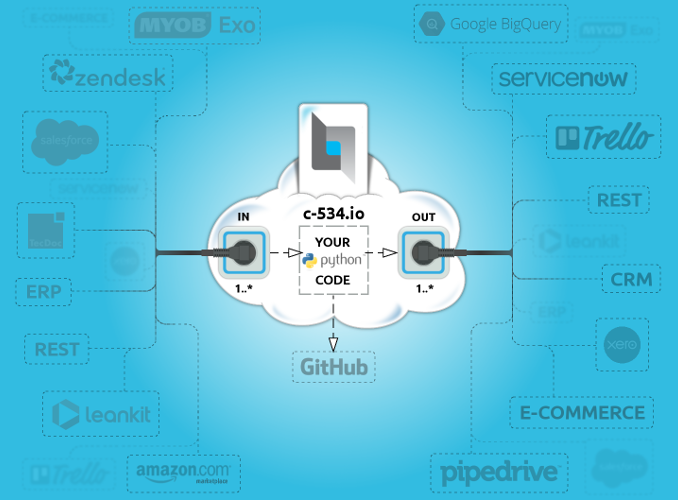 E-COMMERCE
MYOB Exo
Google BigQuery
MYOB Exo
zendesk
servicenow
salesforce
Trello
servicenow
REST
c-534.io
IN
OUT
YOUR
python
CODE
1..*
1..*
leankit
ERP
CRM
ERP
REST
xero
GitHub
leankit
E-COMMERCE
Trello
amazon.com
marketplace
pipedrive